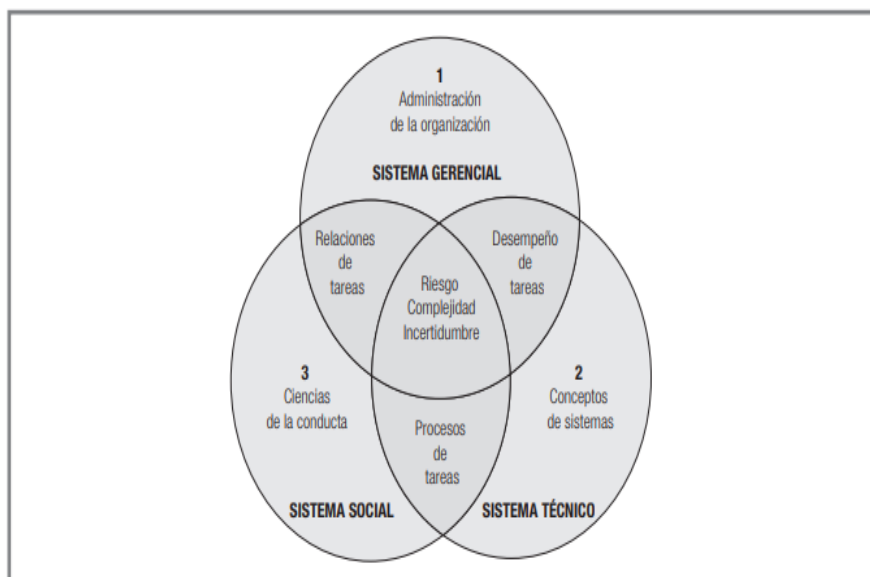 1
Administración
de la organización
SISTEMA GERENCIAL
Relaciones
de
tareas
Desempeño
de
tareas
Riesgo
Complejidad
Incertidumbre
3
Ciencias
de la conducta
2
Conceptos
de sistemas
Procesos
de
tareas
SISTEMA SOCIAL
SISTEMA TÉCNICO